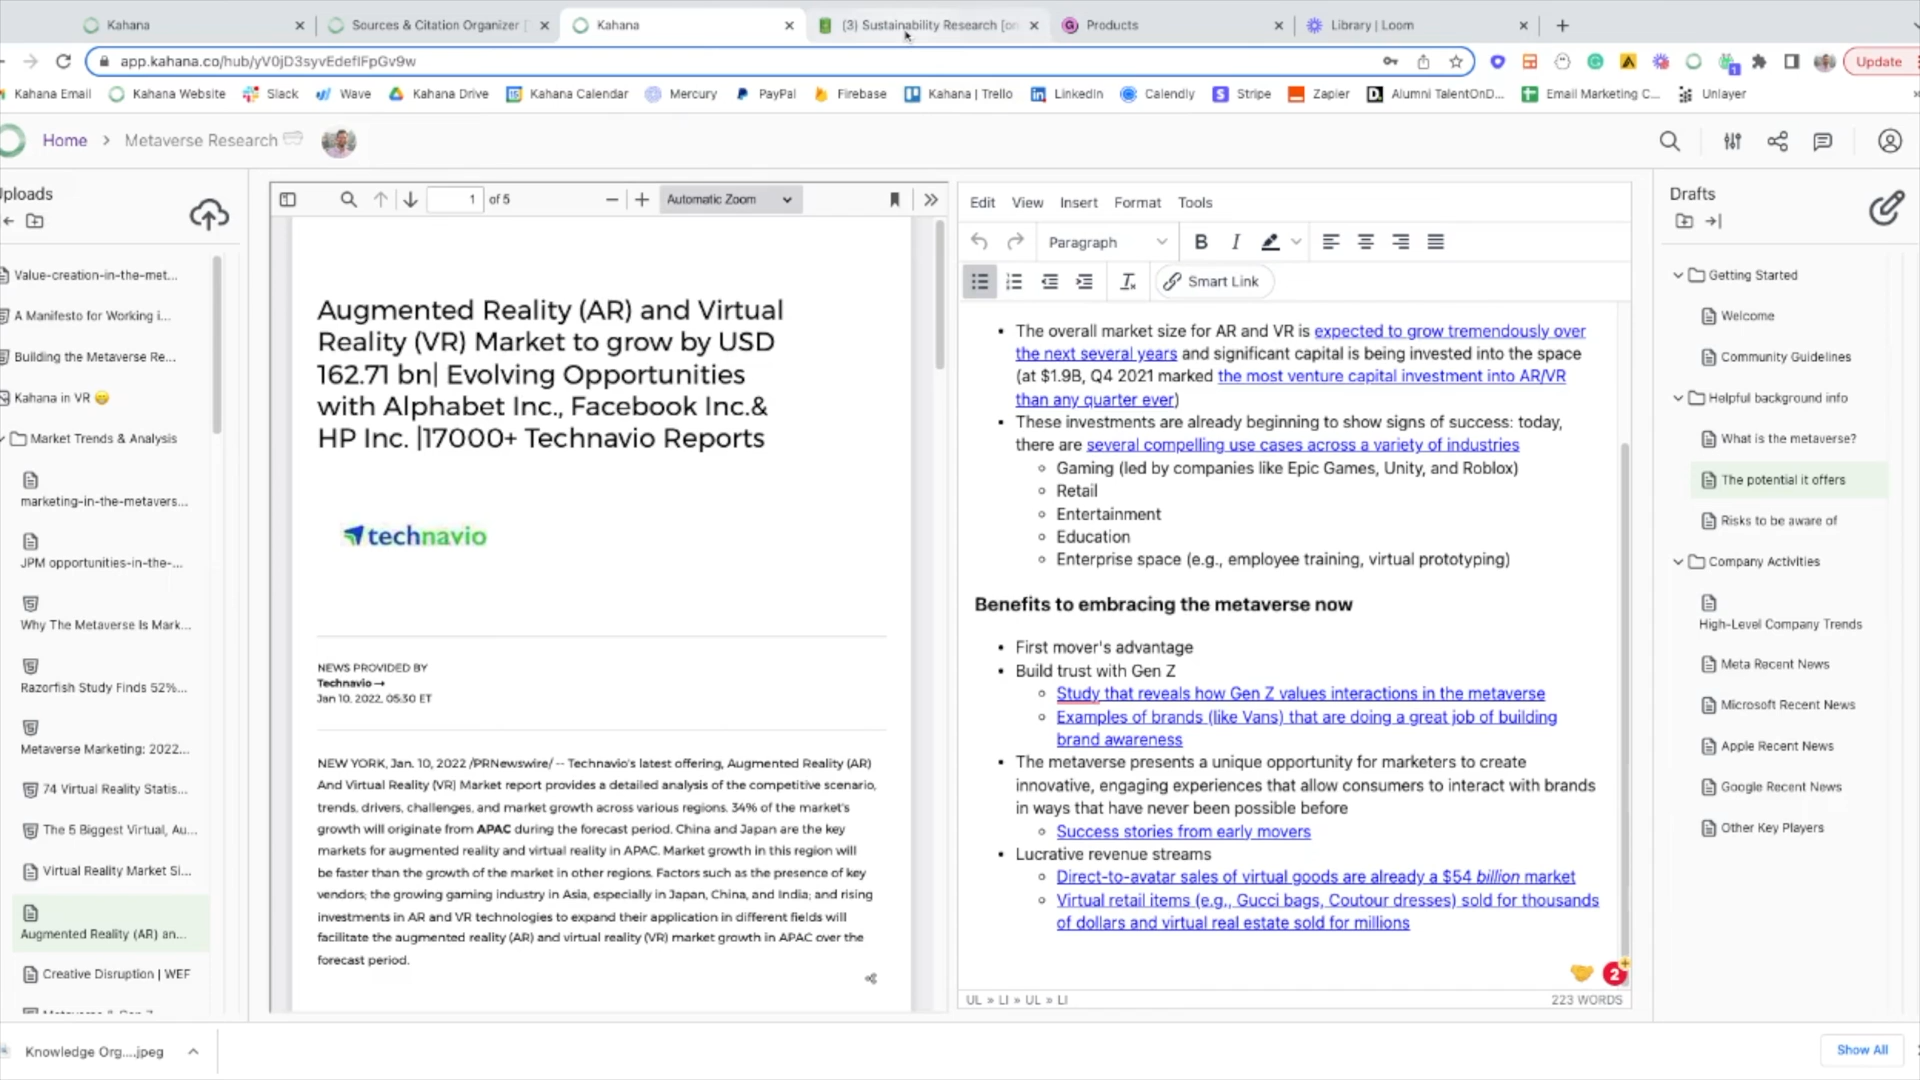 Kahana
Sources & Citation Organizer
Kahana
(3) Sustainability Research [on
Products
Library | Loom
app.kahana.co/hub/yV0jD3syvEdefIFpGv9w
Update
Kahana Email
Kahana Website
Slack
Wave
Kahana Drive
Kahana Calendar
Mercury
PayPal
Firebase
Kahana | Trello
LinkedIn
Calendly
Stripe
Zapier
Alumni TalentOnD...
Email Marketing C...
Unlayer
Home > Metaverse Research
Uploads
Value-creation-in-the-met...
A Manifesto for Working i...
Building the Metaverse Re...
Kahana in VR 😁
Market Trends & Analysis
marketing-in-the-metavers...
JPM opportunities-in-the-...
Why The Metaverse Is Mark...
Razorfish Study Finds 52%...
Metaverse Marketing: 2022...
74 Virtual Reality Statis...
The 5 Biggest Virtual, Au...
Virtual Reality Market Si...
Augmented Reality (AR) an...
Creative Disruption | WEF
1 of 5
Automatic Zoom
Augmented Reality (AR) and Virtual
Reality (VR) Market to grow by USD
162.71 bn| Evolving Opportunities
with Alphabet Inc., Facebook Inc.&
HP Inc. |17000+ Technavio Reports
technavio
NEWS PROVIDED BY
Technavio →
Jan 10, 2022, 05:30 ET
NEW YORK, Jan. 10, 2022 /PRNewswire/ -- Technavio's latest offering, Augmented Reality (AR)
And Virtual Reality (VR) Market report provides a detailed analysis of the competitive scenario,
trends, drivers, challenges, and market growth across various regions. 34% of the market's
growth will originate from APAC during the forecast period. China and Japan are the key
markets for augmented reality and virtual reality in APAC. Market growth in this region will
be faster than the growth of the market in other regions. Factors such as the presence of key
vendors; the growing gaming industry in Asia, especially in Japan, China, and India; and rising
investments in AR and VR technologies to expand their application in different fields will
facilitate the augmented reality (AR) and virtual reality (VR) market growth in APAC over the
forecast period.
Edit View Insert Format Tools
Paragraph
B I
Smart Link
• The overall market size for AR and VR is expected to grow tremendously over
the next several years and significant capital is being invested into the space
(at $1.9B, Q4 2021 marked the most venture capital investment into AR/VR
than any quarter ever)
• These investments are already beginning to show signs of success: today,
there are several compelling use cases across a variety of industries
◦ Gaming (led by companies like Epic Games, Unity, and Roblox)
◦ Retail
◦ Entertainment
◦ Education
◦ Enterprise space (e.g., employee training, virtual prototyping)
Benefits to embracing the metaverse now
• First mover's advantage
• Build trust with Gen Z
◦ Study that reveals how Gen Z values interactions in the metaverse
◦ Examples of brands (like Vans) that are doing a great job of building
brand awareness
• The metaverse presents a unique opportunity for marketers to create
innovative, engaging experiences that allow consumers to interact with brands
in ways that have never been possible before
◦ Success stories from early movers
• Lucrative revenue streams
◦ Direct-to-avatar sales of virtual goods are already a $54 billion market
◦ Virtual retail items (e.g., Gucci bags, Coutour dresses) sold for thousands
of dollars and virtual real estate sold for millions
2
UL » LI » UL » LI
223 WORDS
Drafts
Getting Started
Welcome
Community Guidelines
Helpful background info
What is the metaverse?
The potential it offers
Risks to be aware of
Company Activities
High-Level Company Trends
Meta Recent News
Microsoft Recent News
Apple Recent News
Google Recent News
Other Key Players
Knowledge Org....jpeg
Show All